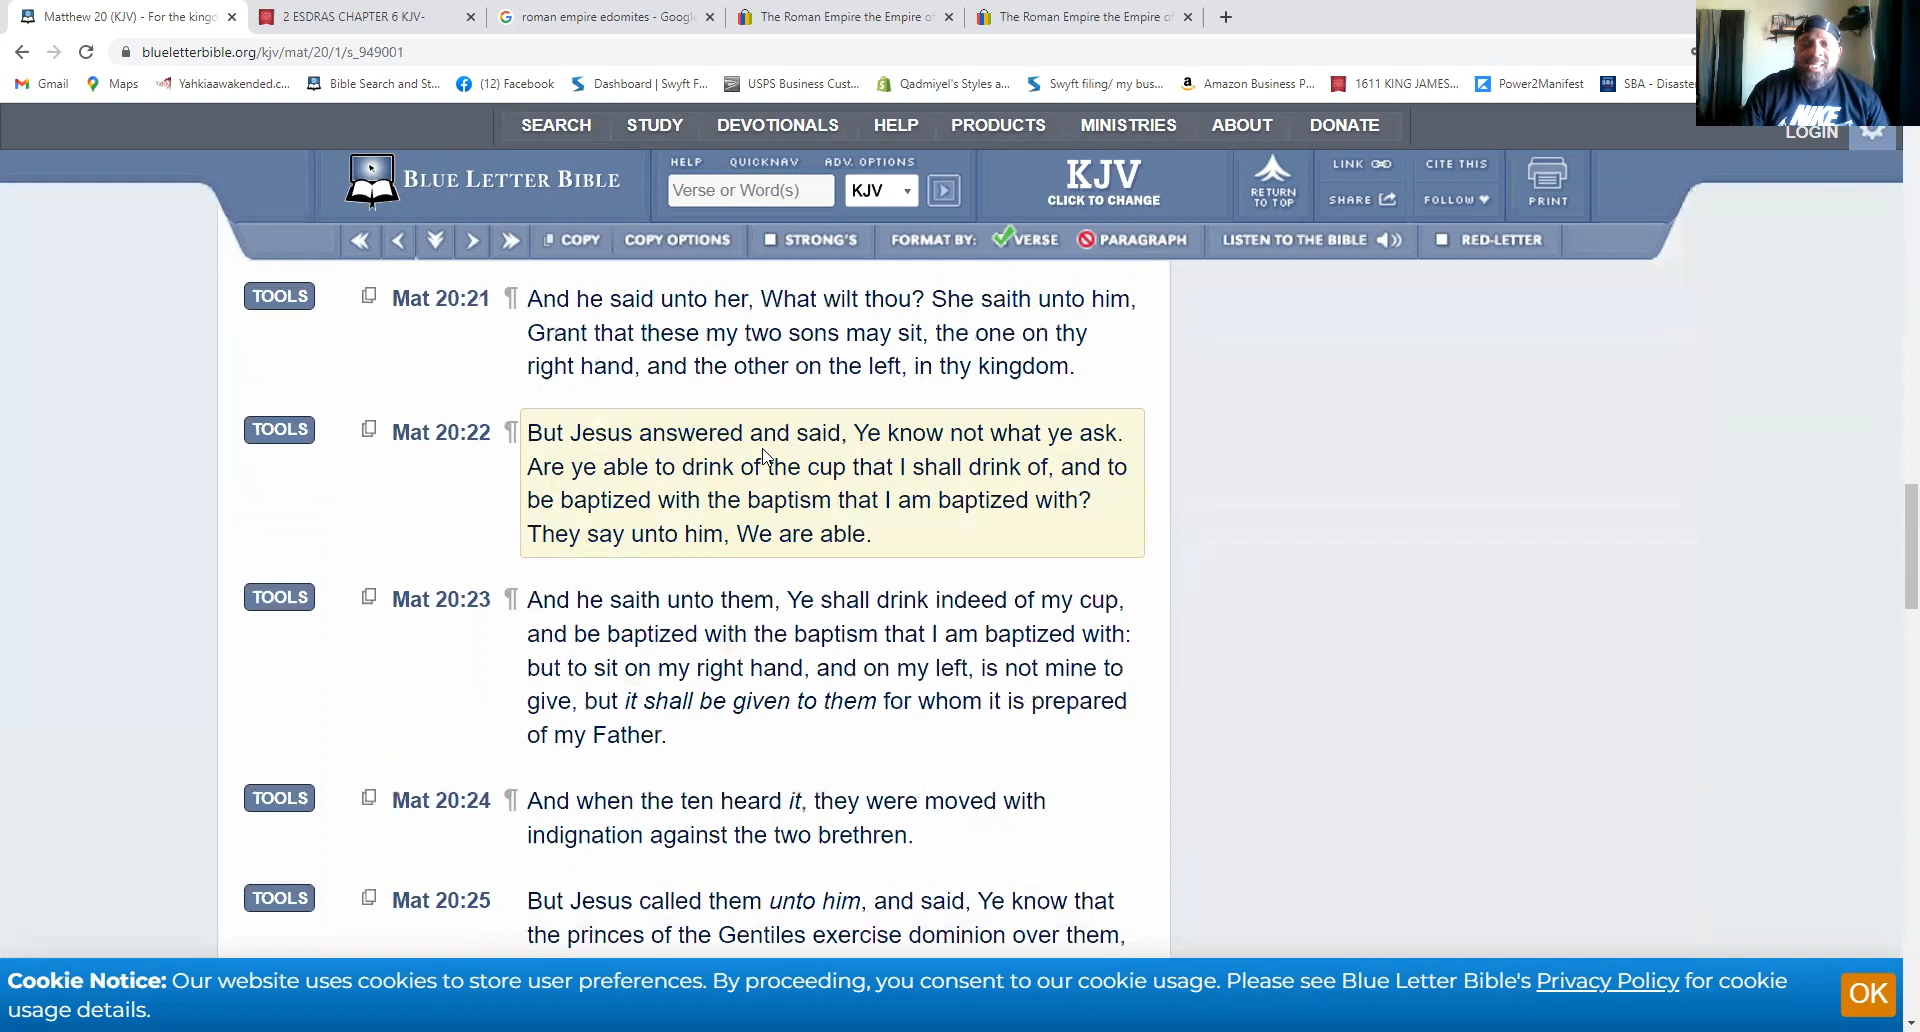 Matthew 20 (KJV) - For the kingd
2 ESDRAS CHAPTER 6 KJV-
roman empire edomites - Google
The Roman Empire the Empire of
The Roman Empire the Empire of
blueletterbible.org/kjv/mat/20/1/s_949001
Gmail
Maps
Yahkiaawakended.c...
Bible Search and St...
(12) Facebook
Dashboard | Swyft F...
USPS Business Cust...
Qadmiyel's Styles a...
Swyft filing/ my bus...
Amazon Business P...
1611 KING JAMES...
Power2Manifest
SBA - Disaste
NIKE
SEARCH STUDY DEVOTIONALS HELP PRODUCTS MINISTRIES ABOUT DONATE
LOGIN
BLUE LETTER BIBLE
HELP QUICKNAV ADV. OPTIONS
Verse or Word(s)
KJV
KJV
CLICK TO CHANGE
RETURN
TO TOP
LINK
CITE THIS
SHARE
FOLLOW
PRINT
COPY COPY OPTIONS STRONG'S FORMAT BY: VERSE PARAGRAPH LISTEN TO THE BIBLE RED-LETTER
TOOLS Mat 20:21 ¶ And he said unto her, What wilt thou? She saith unto him,
Grant that these my two sons may sit, the one on thy
right hand, and the other on the left, in thy kingdom.
TOOLS Mat 20:22 ¶ But Jesus answered and said, Ye know not what ye ask.
Are ye able to drink of the cup that I shall drink of, and to
be baptized with the baptism that I am baptized with?
They say unto him, We are able.
TOOLS Mat 20:23 ¶ And he saith unto them, Ye shall drink indeed of my cup,
and be baptized with the baptism that I am baptized with:
but to sit on my right hand, and on my left, is not mine to
give, but it shall be given to them for whom it is prepared
of my Father.
TOOLS Mat 20:24 ¶ And when the ten heard it, they were moved with
indignation against the two brethren.
TOOLS Mat 20:25 But Jesus called them unto him, and said, Ye know that
the princes of the Gentiles exercise dominion over them,
Cookie Notice: Our website uses cookies to store user preferences. By proceeding, you consent to our cookie usage. Please see Blue Letter Bible's Privacy Policy for cookie
usage details.
OK